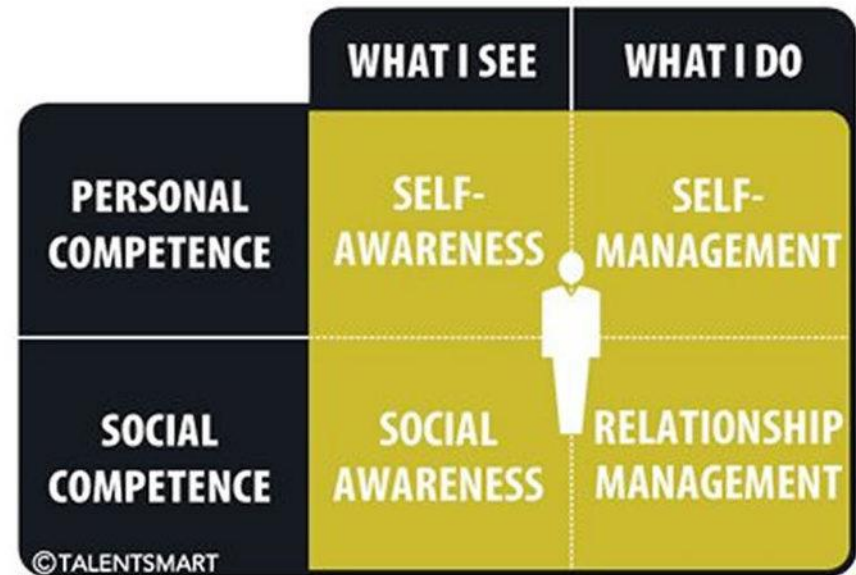 WHAT I SEE
WHAT I DO
PERSONAL
COMPETENCE
SELF-
AWARENESS
SELF-
MANAGEMENT
SOCIAL
COMPETENCE
SOCIAL
AWARENESS
RELATIONSHIP
MANAGEMENT
©TALENTSMART